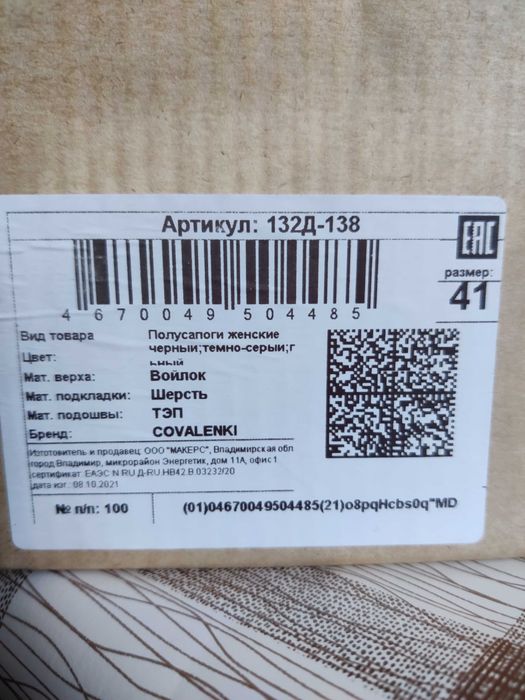 Артикул: 132Д-138
EAC
4 670049 504485
размер:
41
Вид товара Полусапоги женские
Цвет: черный;темно-серый;г
Мат. верха: Войлок
Мат. подкладки: Шерсть
Мат. подошвы: ТЭП
Бренд: COVALENKI
Изготовитель и продавец: ООО "МАКЕРС", Владимирская обл
город Владимир, микрорайон Энергетик, дом 11А, офис 1
сертификат: ЕАЭС N RU Д-RU.НВ42.В.03232/20
дата изг: 08.10.2021
№ п/п: 100
(01)04670049504485(21)o8pqHcbs0q"MD